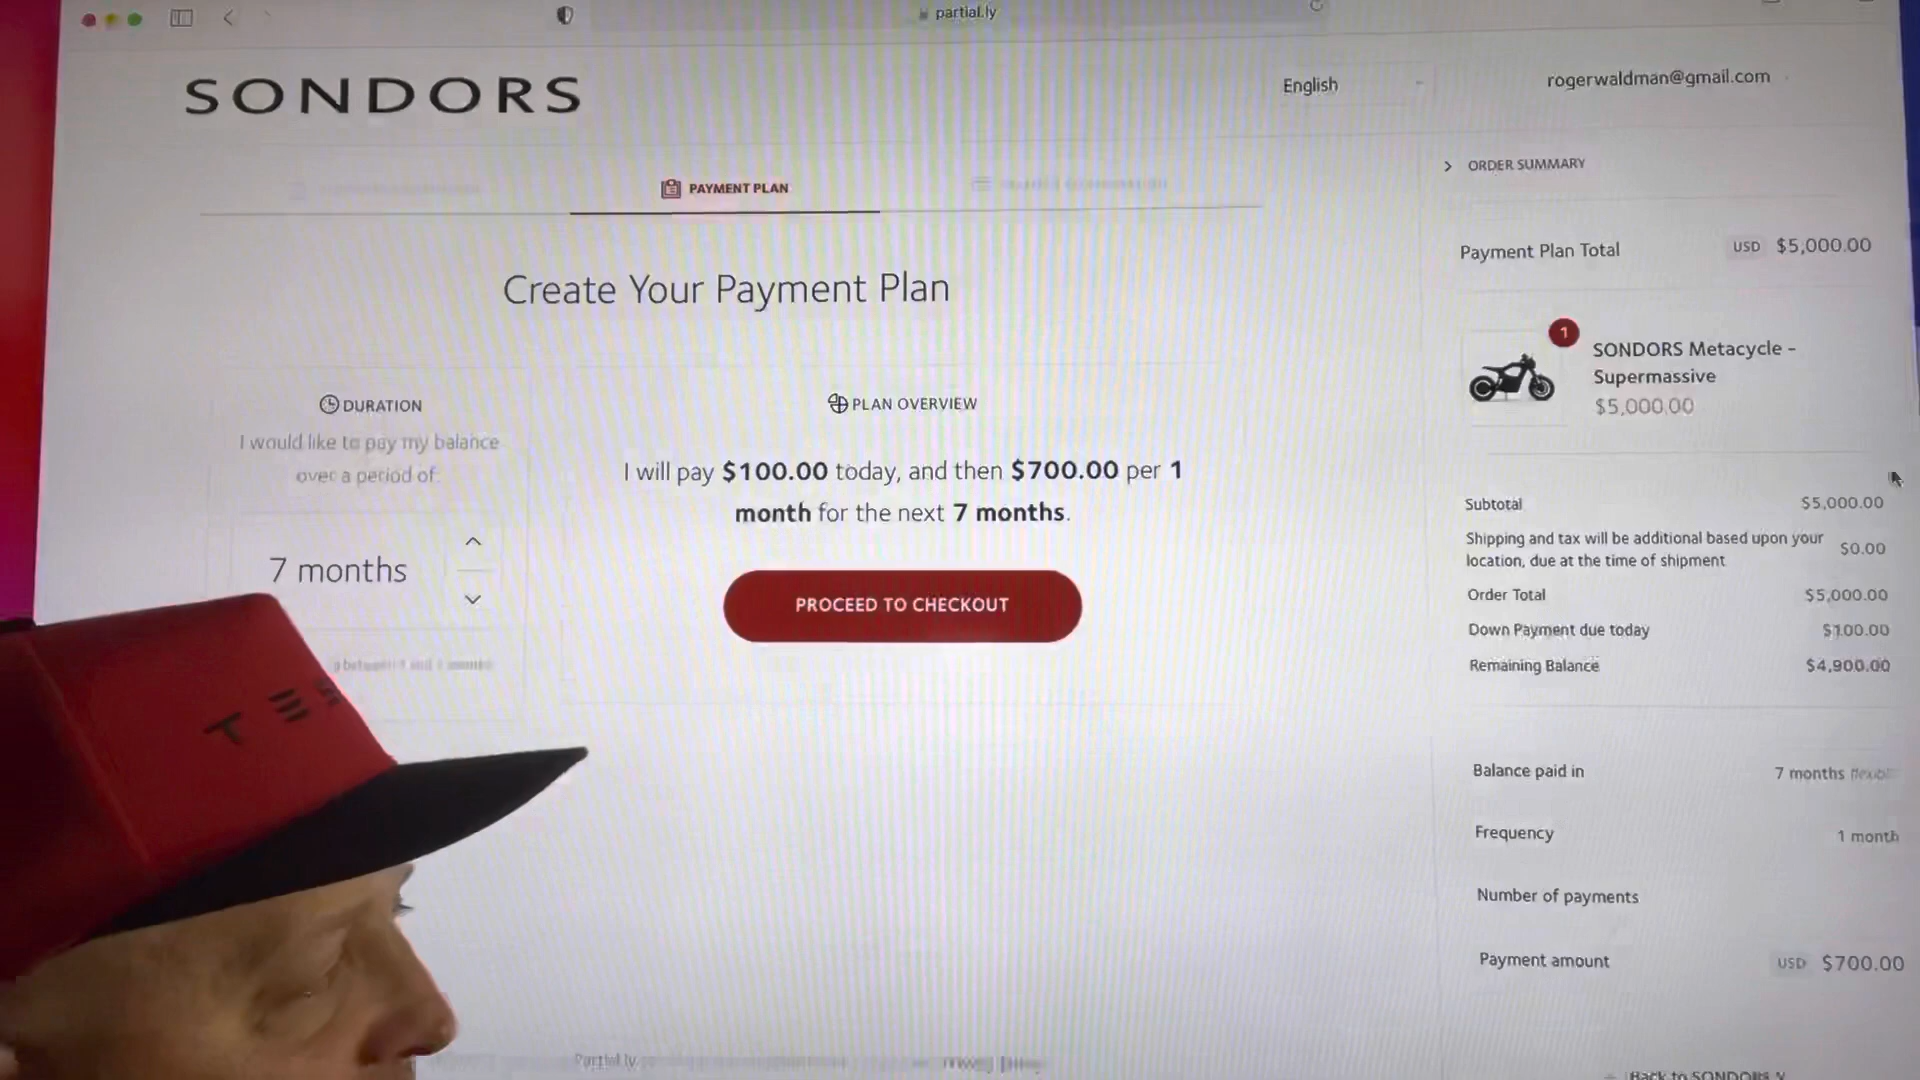 partial.ly
SONDORS
English
rogerwaldman@gmail.com
PAYMENT PLAN
ORDER SUMMARY
Create Your Payment Plan
Payment Plan Total USD $5,000.00
1
SONDORS Metacycle -
Supermassive
$5,000.00
DURATION
I would like to pay my balance
over a period of:
7 months
PLAN OVERVIEW
I will pay $100.00 today, and then $700.00 per 1
month for the next 7 months.
PROCEED TO CHECKOUT
Subtotal $5,000.00
Shipping and tax will be additional based upon your
location, due at the time of shipment $0.00
Order Total $5,000.00
Down Payment due today $100.00
Remaining Balance $4,900.00
Balance paid in 7 months
Frequency 1 month
Number of payments
Payment amount USD $700.00
TES
Partial.ly
Back to SONDORS